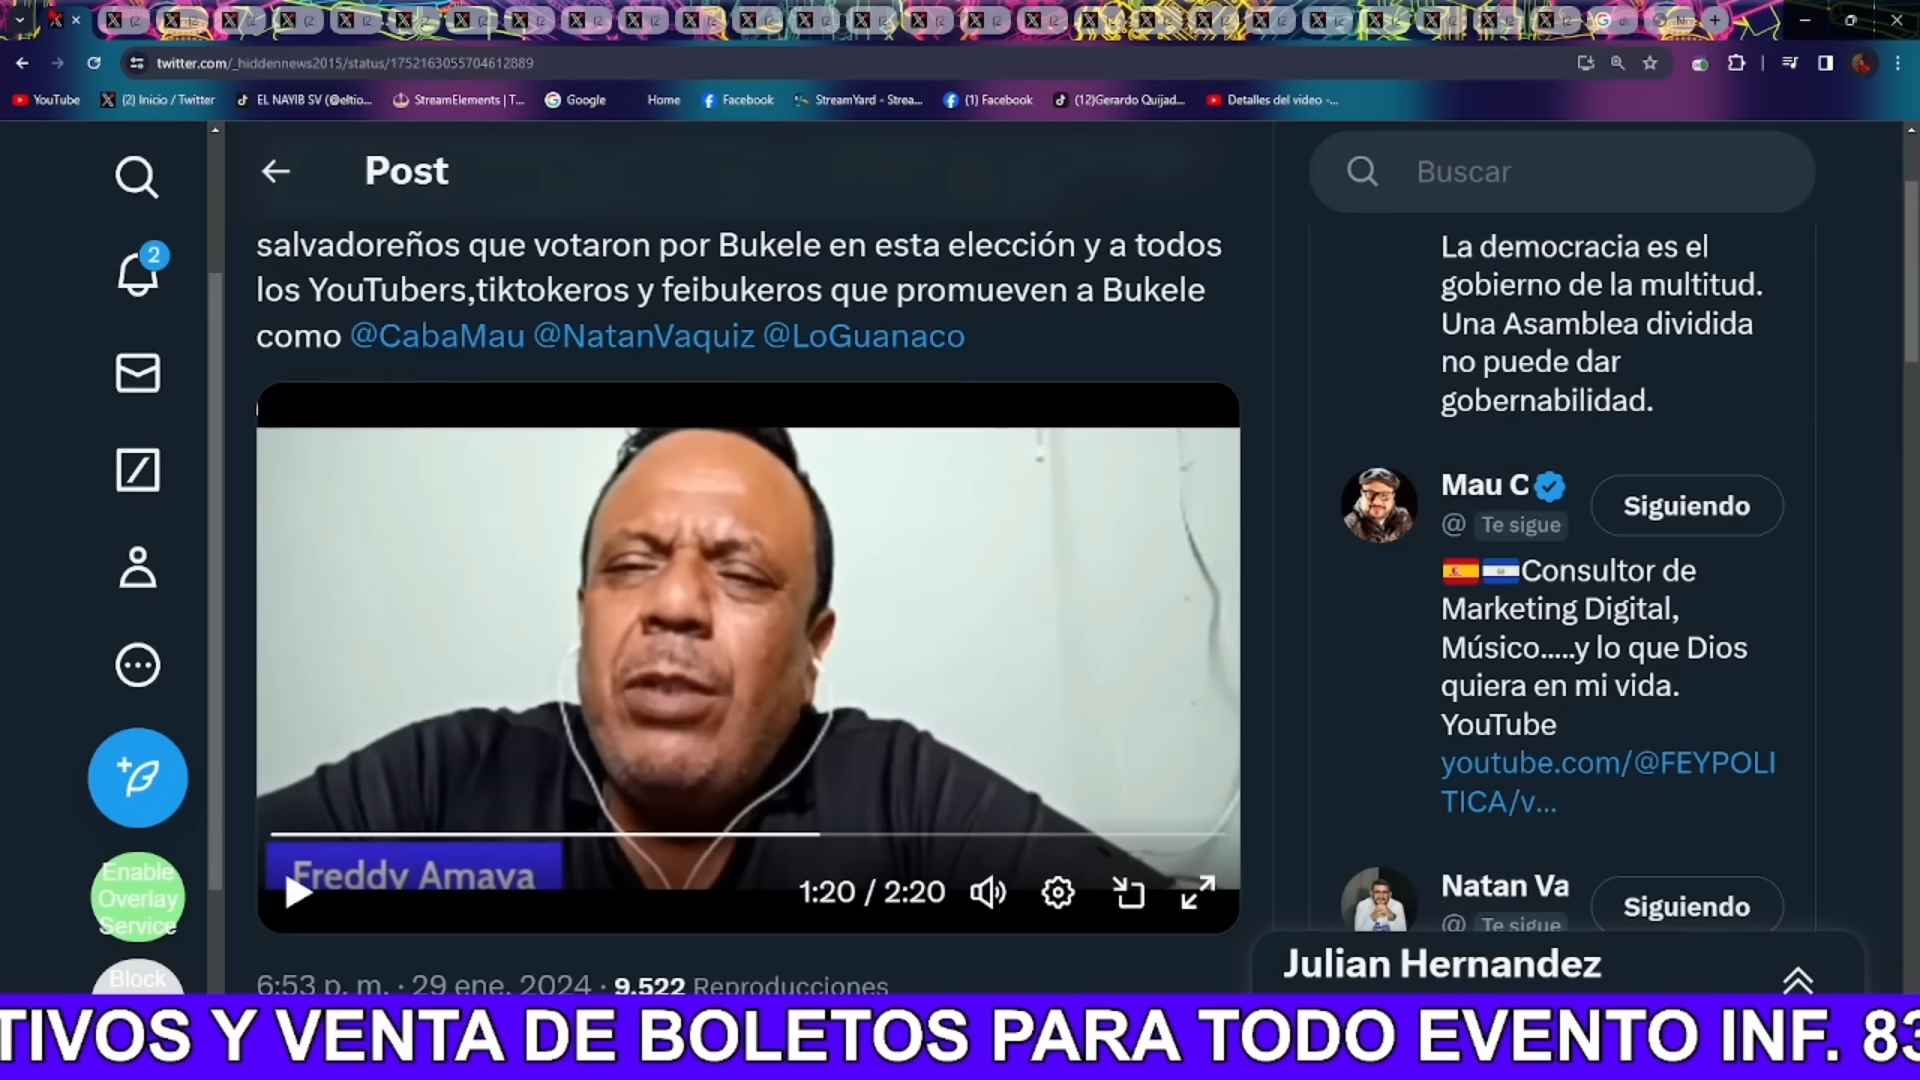 twitter.com/_hiddennews2015/status/1752163055704612889
YouTube
(2) Inicio / Twitter
EL NAYIB SV (@eltio...
StreamElements | T...
Google
Home
Facebook
StreamYard - Strea...
(1) Facebook
(12)Gerardo Quijad...
Detalles del video -...
Post
salvadoreños que votaron por Bukele en esta elección y a todos
los YouTubers,tiktokeros y feibukeros que promueven a Bukele
como @CabaMau @NatanVaquiz @LoGuanaco
Freddy Amaya
1:20 / 2:20
6:53 p. m. · 29 ene. 2024 · 9.522 Reproducciones
2
Enable
Overlay
Service
Block
Buscar
La democracia es el
gobierno de la multitud.
Una Asamblea dividida
no puede dar
gobernabilidad.
Mau C
@ Te sigue
Siguiendo
Consultor de
Marketing Digital,
Músico.....y lo que Dios
quiera en mi vida.
YouTube
youtube.com/@FEYPOLI
TICA/v...
Natan Va
@ Te sigue
Siguiendo
Julian Hernandez
TIVOS Y VENTA DE BOLETOS PARA TODO EVENTO INF. 83